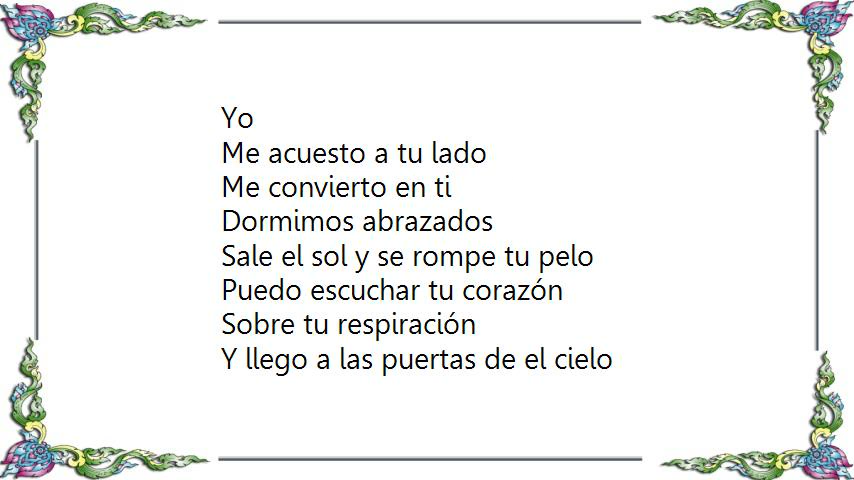 Yo
Me acuesto a tu lado
Me convierto en ti
Dormimos abrazados
Sale el sol y se rompe tu pelo
Puedo escuchar tu corazón
Sobre tu respiración
Y llego a las puertas de el cielo